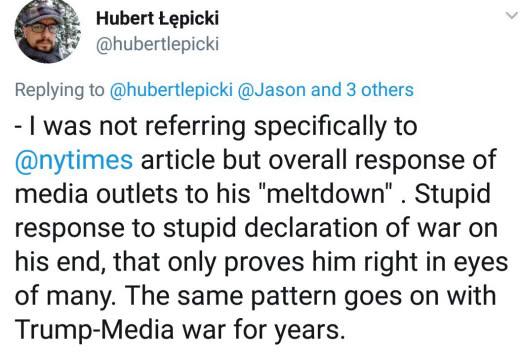 Hubert Łępicki
@hubertlepicki
Replying to @hubertlepicki @Jason and 3 others
- I was not referring specifically to
@nytimes article but overall response of
media outlets to his "meltdown" . Stupid
response to stupid declaration of war on
his end, that only proves him right in eyes
of many. The same pattern goes on with
Trump-Media war for years.